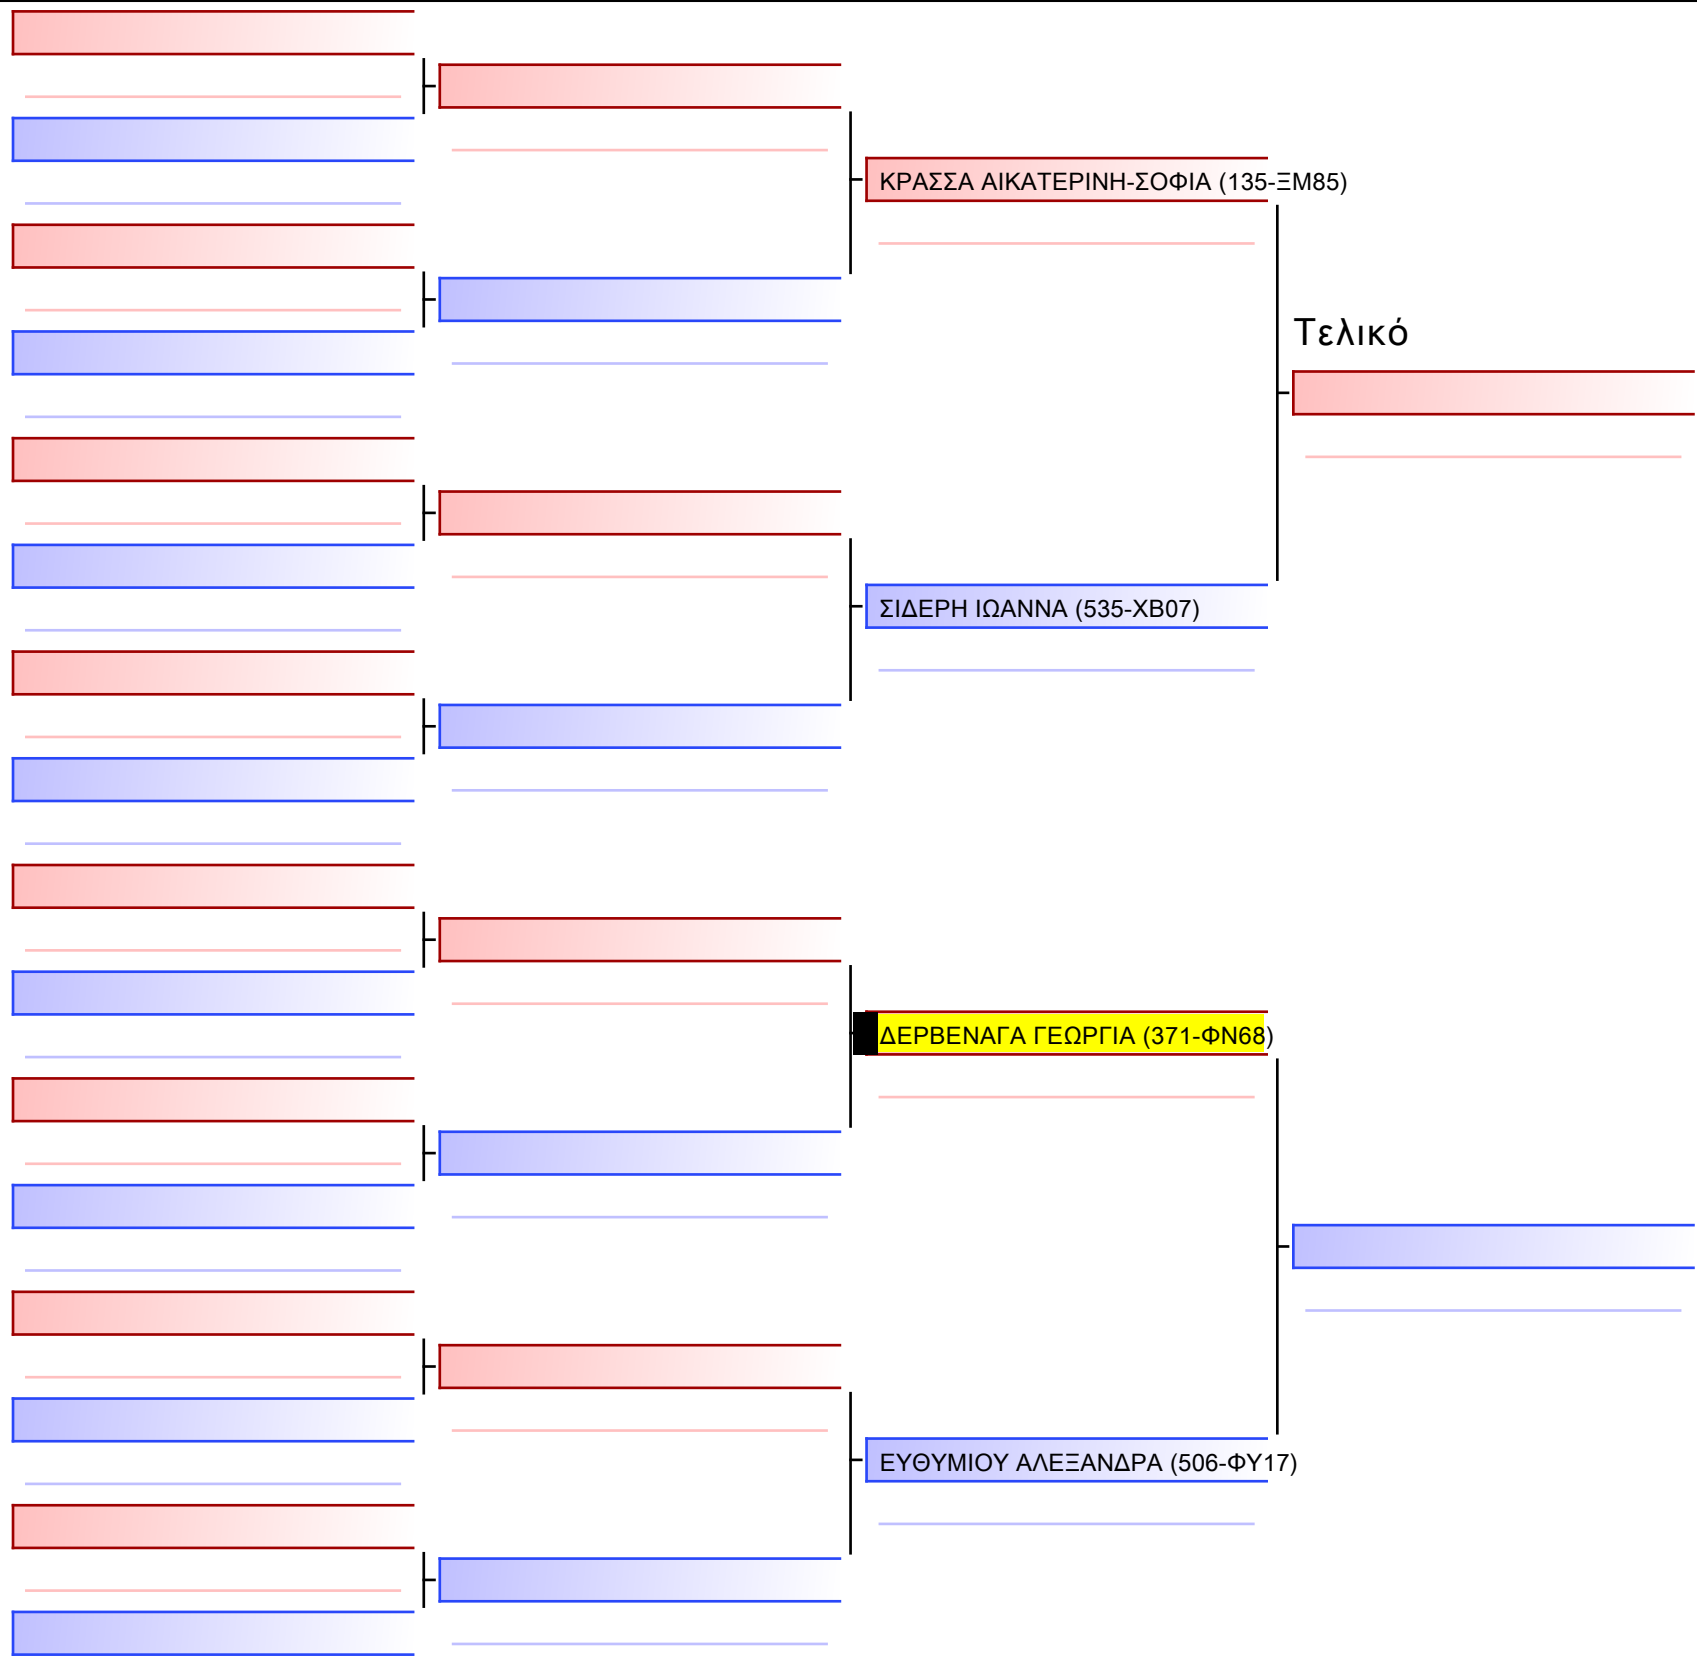 ΚΡΑΣΣΑ ΑΙΚΑΤΕΡΙΝΗ-ΣΟΦΙΑ (135-ΞΜ85)
Τελικό
ΣΙΔΕΡΗ ΙΩΑΝΝΑ (535-ΧΒ07)
ΔΕΡΒΕΝΑΓΑ ΓΕΩΡΓΙΑ (371-ΦΝ68)
ΕΥΘΥΜΙΟΥ ΑΛΕΞΑΝΔΡΑ (506-ΦΥ17)